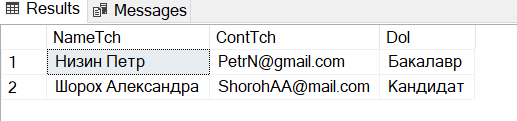 Results Messages
NameTch ContTch Dol
1 Низин Петр PetrN@gmail.com Бакалавр
2 Шорох Александра ShorohAA@mail.com Кандидат